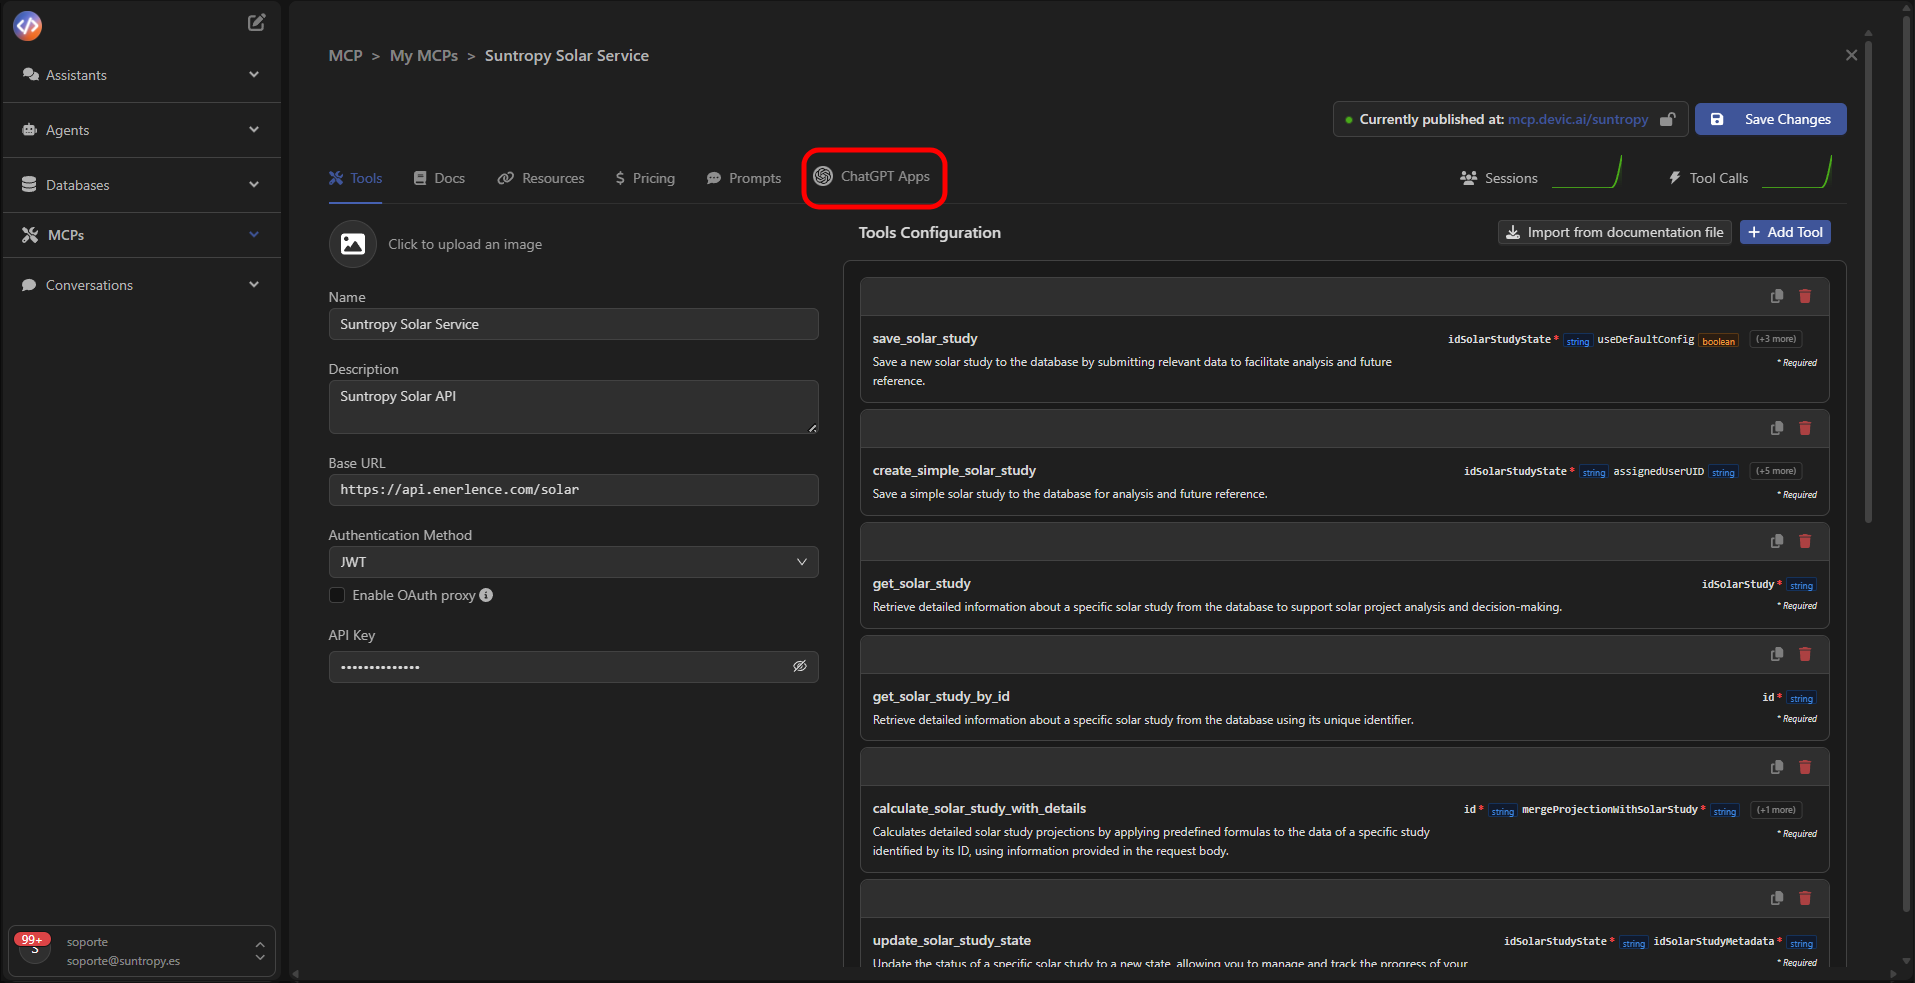 MCP > My MCPs > Suntropy Solar Service
Assistants
Agents
Databases
MCPs
Conversations
Currently published at: mcp.devic.ai/suntropy
Save Changes
Tools
Docs
Resources
$ Pricing
Prompts
ChatGPT Apps
Sessions
Tool Calls
Click to upload an image
Name
Suntropy Solar Service
Description
Suntropy Solar API
Base URL
https://api.enerlence.com/solar
Authentication Method
JWT
Enable OAuth proxy
API Key
••••••••••••••
Tools Configuration
Import from documentation file
+ Add Tool
save_solar_study
idSolarStudyState* string useDefaultConfig boolean (+3 more)
Save a new solar study to the database by submitting relevant data to facilitate analysis and future
reference.
* Required
create_simple_solar_study
idSolarStudyState* string assignedUserUID string (+5 more)
Save a simple solar study to the database for analysis and future reference.
* Required
get_solar_study
idSolarStudy* string
Retrieve detailed information about a specific solar study from the database to support solar project analysis and decision-making.
* Required
get_solar_study_by_id
id* string
Retrieve detailed information about a specific solar study from the database using its unique identifier.
* Required
calculate_solar_study_with_details
id* string mergeProjectionWithSolarStudy* string (+1 more)
Calculates detailed solar study projections by applying predefined formulas to the data of a specific study
identified by its ID, using information provided in the request body.
* Required
update_solar_study_state
idSolarStudyState* string idSolarStudyMetadata* string
Update the status of a specific solar study to a new state, allowing you to manage and track the progress of your
* Required
99+
S
soporte
soporte@suntropy.es